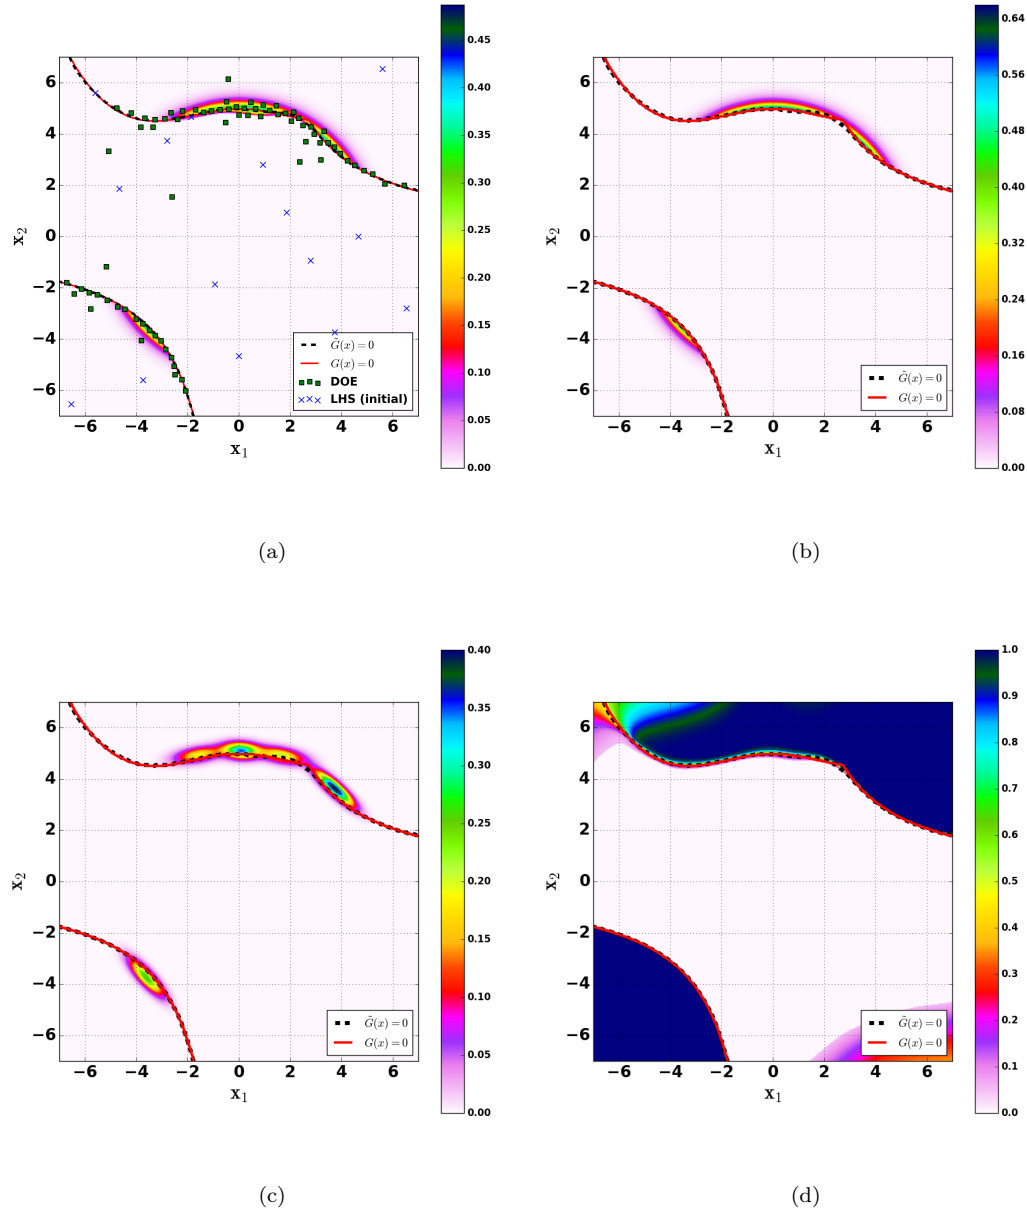 0.45
0.40
0.35
0.30
0.25
0.20
0.15
0.10
0.05
0.00
6
4
2
0
−2
−4
−6
x₂
−6 −4 −2 0 2 4 6
x₁
G̃(x) = 0
G(x) = 0
DOE
LHS (initial)
(a)
0.64
0.56
0.48
0.40
0.32
0.24
0.16
0.08
0.00
6
4
2
0
−2
−4
−6
x₂
−6 −4 −2 0 2 4 6
x₁
G̃(x) = 0
G(x) = 0
(b)
0.40
0.35
0.30
0.25
0.20
0.15
0.10
0.05
0.00
6
4
2
0
−2
−4
−6
x₂
−6 −4 −2 0 2 4 6
x₁
G̃(x) = 0
G(x) = 0
(c)
1.0
0.9
0.8
0.7
0.6
0.5
0.4
0.3
0.2
0.1
0.0
6
4
2
0
−2
−4
−6
x₂
−6 −4 −2 0 2 4 6
x₁
G̃(x) = 0
G(x) = 0
(d)